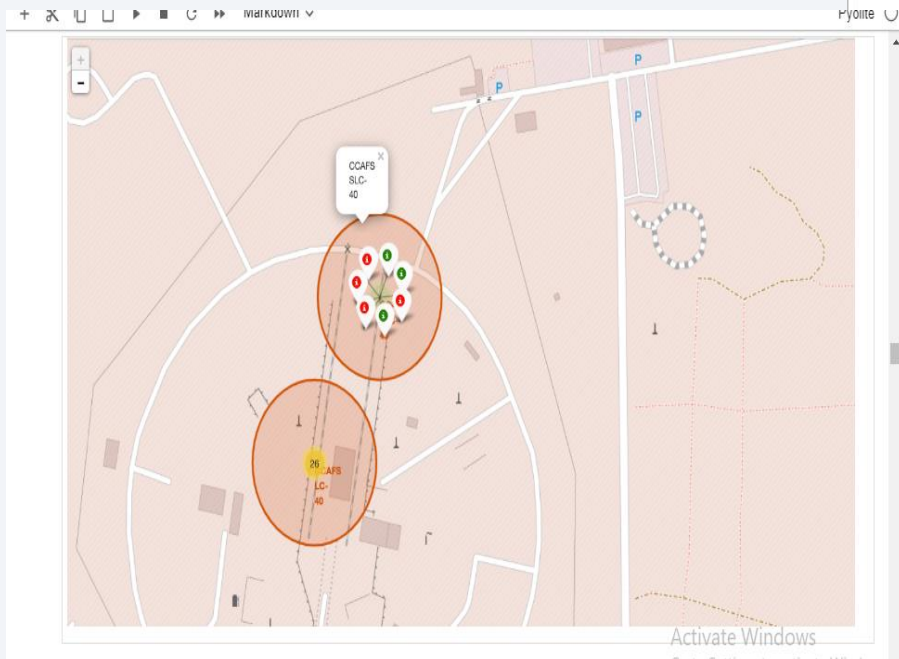 Markdown
Pyolite
P
P
P
CCAFS
SLC-
40
26
CAFS
LC-
40
Activate Windows